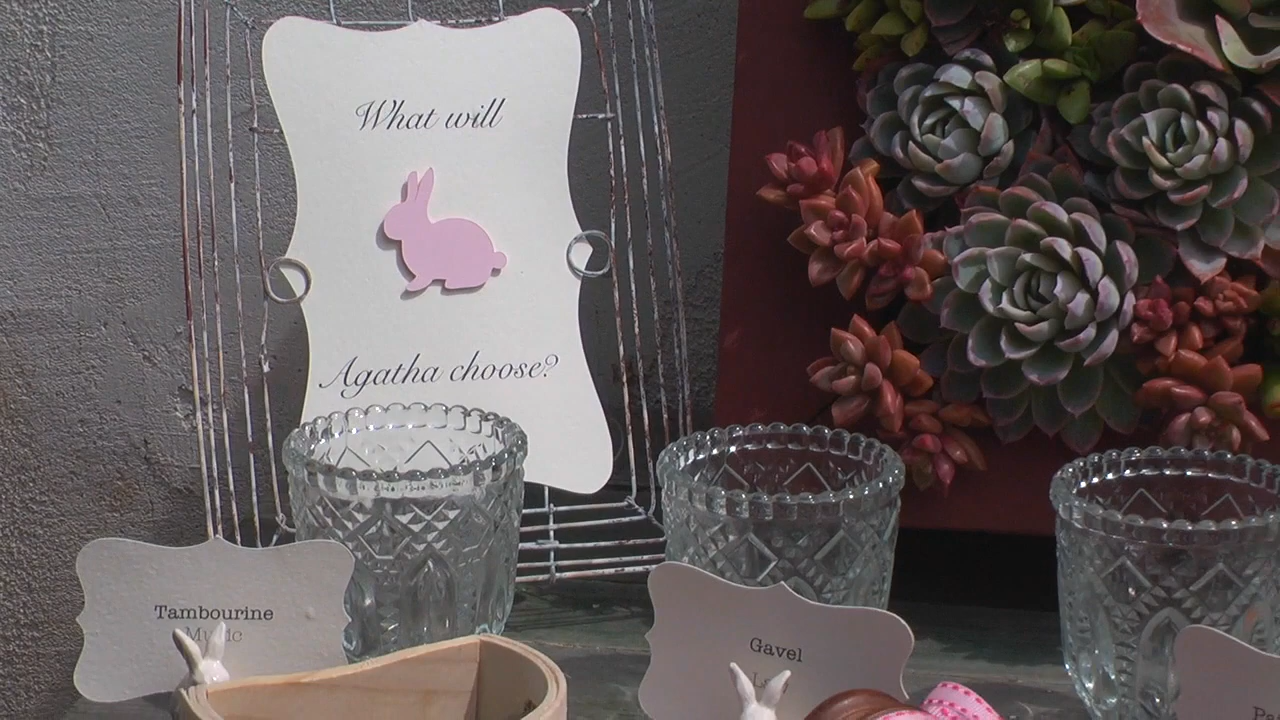 What will
Agatha choose?
Tambourine
Music
Gavel